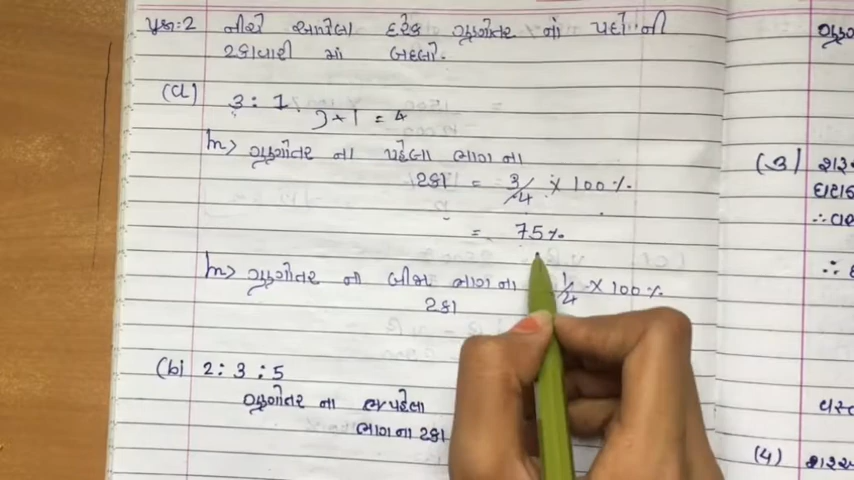 પ્રશ્ન:2 નીચે આપેલા દરેક ગુણોત્તર નાં પદો ની
ટકાવારી માં બદલો.
(a) 3 : 1
3+1 = 4
m> ગુણોત્તર ના પહેલા ભાગ ના
ટકા = 3/4 × 100%
= 75%
m> ગુણોત્તર ના બીજા ભાગ ના 1/4 × 100%
ટકા
(b) 2 : 3 : 5
ગુણોત્તર ના પહેલા
ભાગ ના ટકા
(3)
(4)